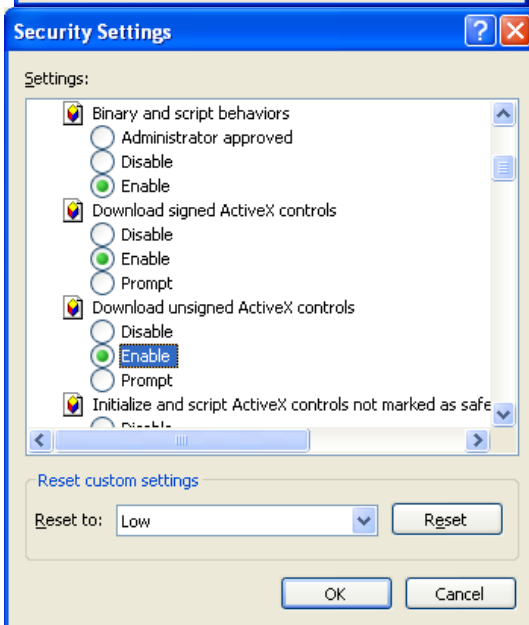 Security Settings
Settings:
Binary and script behaviors
Administrator approved
Disable
Enable
Download signed ActiveX controls
Disable
Enable
Prompt
Download unsigned ActiveX controls
Disable
Enable
Prompt
Initialize and script ActiveX controls not marked as safe
Reset custom settings
Reset to: Low Reset
OK Cancel